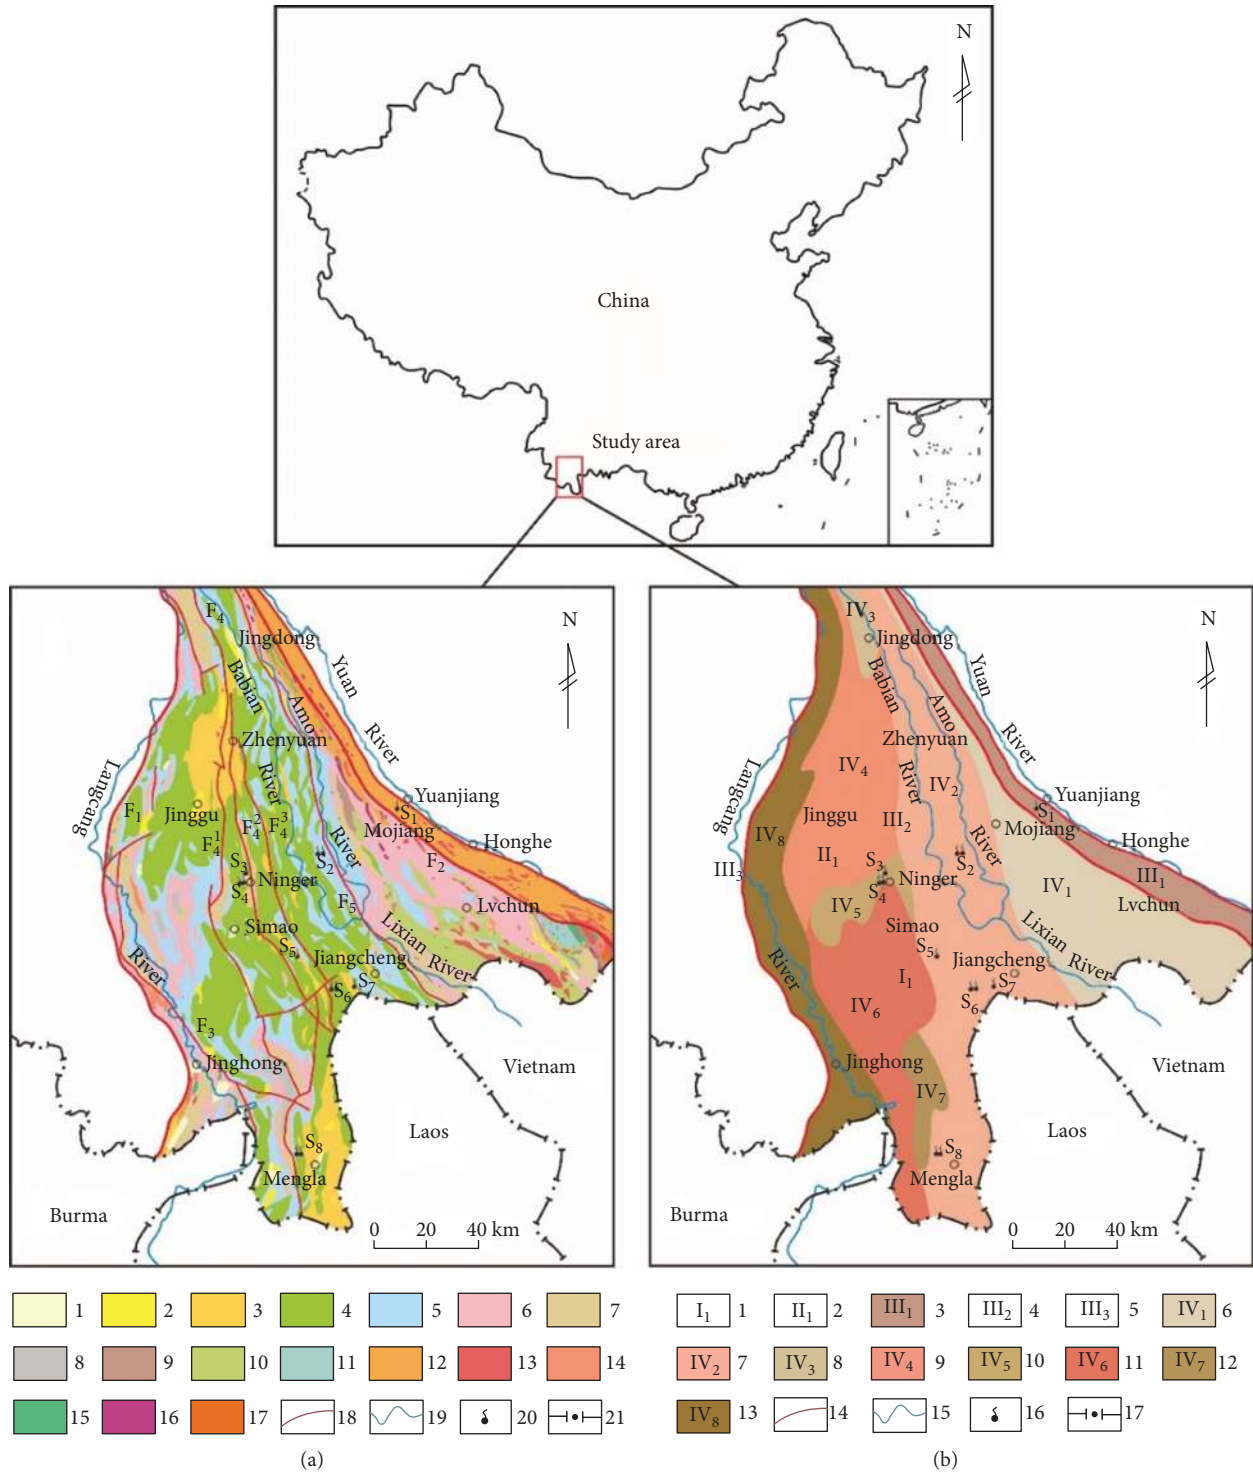 N
China
Study area
F₄
Jingdong
N
Babian
Yuan
Amo
River
Zhenyuan
Langcang
River
F₁
Jinggu
F₄¹
F₄²
F₄³
River
Yuanjiang
S₁
Mojiang
Honghe
S₂
F₂
S₃
Ninger
S₄
F₅
Lvchun
Simao
Lixian
S₅
Jiangcheng
River
River
S₆
S₇
F₃
Jinghong
Vietnam
Laos
S₈
Mengla
Burma
0 20 40 km
IV₃
Jingdong
N
Babian
Yuan
Amo
River
Zhenyuan
Langcang
IV₄
River
IV₂
Jinggu
III₂
River
Yuanjiang
S₁
Mojiang
IV₈
Honghe
II₁
S₃
S₂
III₃
Ninger
S₄
IV₁
III₁
Lvchun
IV₅
Simao
Lixian
S₅
Jiangcheng
River
River
I₁
S₆
S₇
IV₆
Jinghong
Vietnam
IV₇
Laos
S₈
Mengla
Burma
0 20 40 km
1 2 3 4 5 6 7
8 9 10 11 12 13 14
15 16 17 18 19 20 21
(a)
I₁ 1 II₁ 2 III₁ 3 III₂ 4 III₃ 5 IV₁ 6
IV₂ 7 IV₃ 8 IV₄ 9 IV₅ 10 IV₆ 11 IV₇ 12
IV₈ 13 14 15 16 17
(b)